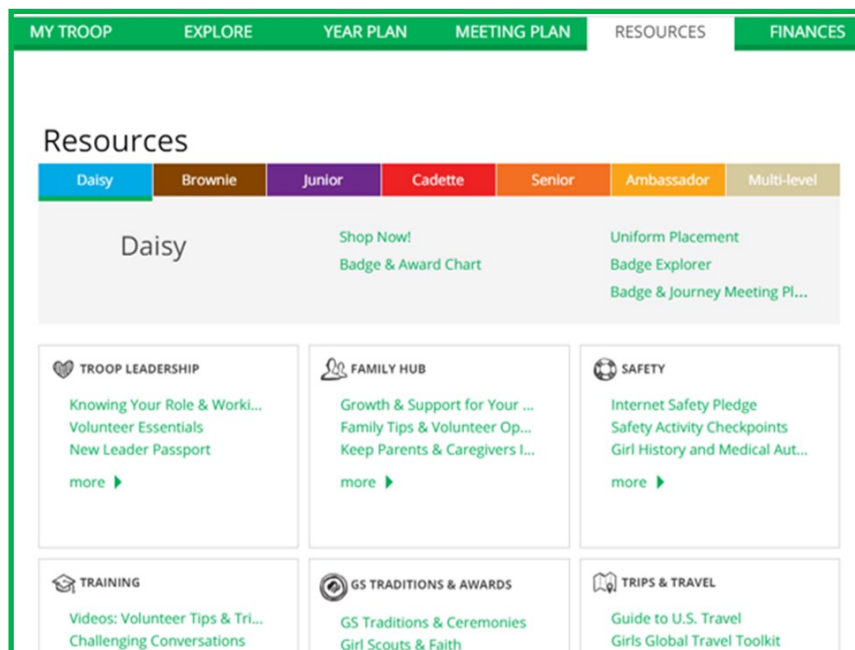 MY TROOP EXPLORE YEAR PLAN MEETING PLAN RESOURCES FINANCES
Resources
Daisy Brownie Junior Cadette Senior Ambassador Multi-level
Daisy
Shop Now!
Badge & Award Chart
Uniform Placement
Badge Explorer
Badge & Journey Meeting Pl...
TROOP LEADERSHIP
Knowing Your Role & Worki...
Volunteer Essentials
New Leader Passport
more
FAMILY HUB
Growth & Support for Your ...
Family Tips & Volunteer Op...
Keep Parents & Caregivers I...
more
SAFETY
Internet Safety Pledge
Safety Activity Checkpoints
Girl History and Medical Aut...
more
TRAINING
Videos: Volunteer Tips & Tri...
Challenging Conversations
GS TRADITIONS & AWARDS
GS Traditions & Ceremonies
Girl Scouts & Faith
TRIPS & TRAVEL
Guide to U.S. Travel
Girls Global Travel Toolkit